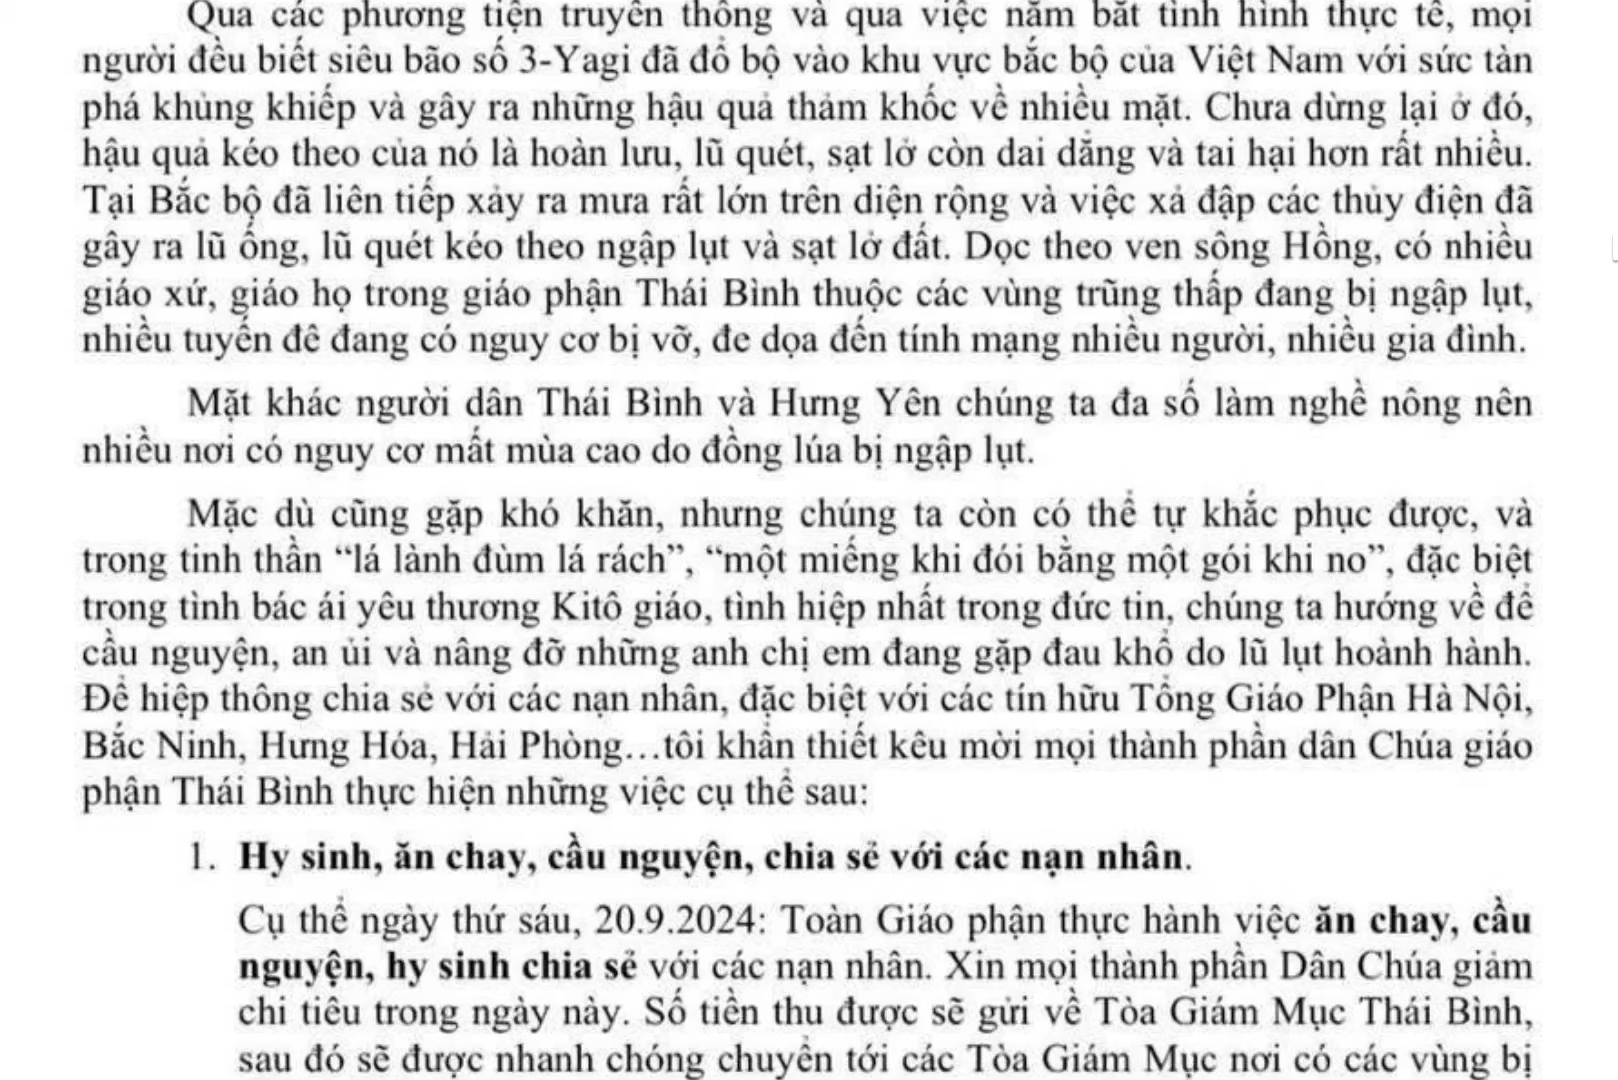 Qua các phương tiện truyền thông và qua việc nắm bắt tình hình thực tế, mọi
người đều biết siêu bão số 3-Yagi đã đổ bộ vào khu vực bắc bộ của Việt Nam với sức tàn
phá khủng khiếp và gây ra những hậu quả thảm khốc về nhiều mặt. Chưa dừng lại ở đó,
hậu quả kéo theo của nó là hoàn lưu, lũ quét, sạt lở còn dai dẳng và tai hại hơn rất nhiều.
Tại Bắc bộ đã liên tiếp xảy ra mưa rất lớn trên diện rộng và việc xả đập các thủy điện đã
gây ra lũ ống, lũ quét kéo theo ngập lụt và sạt lở đất. Dọc theo ven sông Hồng, có nhiều
giáo xứ, giáo họ trong giáo phận Thái Bình thuộc các vùng trũng thấp đang bị ngập lụt,
nhiều tuyến đê đang có nguy cơ bị vỡ, đe dọa đến tính mạng nhiều người, nhiều gia đình.
Mặt khác người dân Thái Bình và Hưng Yên chúng ta đa số làm nghề nông nên
nhiều nơi có nguy cơ mất mùa cao do đồng lúa bị ngập lụt.
Mặc dù cũng gặp khó khăn, nhưng chúng ta còn có thể tự khắc phục được, và
trong tinh thần “lá lành đùm lá rách”, “một miếng khi đói bằng một gói khi no”, đặc biệt
trong tình bác ái yêu thương Kitô giáo, tình hiệp nhất trong đức tin, chúng ta hướng về để
cầu nguyện, an ủi và nâng đỡ những anh chị em đang gặp đau khổ do lũ lụt hoành hành.
Để hiệp thông chia sẻ với các nạn nhân, đặc biệt với các tín hữu Tổng Giáo Phận Hà Nội,
Bắc Ninh, Hưng Hóa, Hải Phòng…tôi khẩn thiết kêu mời mọi thành phần dân Chúa giáo
phận Thái Bình thực hiện những việc cụ thể sau:
1. Hy sinh, ăn chay, cầu nguyện, chia sẻ với các nạn nhân.
Cụ thể ngày thứ sáu, 20.9.2024: Toàn Giáo phận thực hành việc ăn chay, cầu
nguyện, hy sinh chia sẻ với các nạn nhân. Xin mọi thành phần Dân Chúa giảm
chi tiêu trong ngày này. Số tiền thu được sẽ gửi về Tòa Giám Mục Thái Bình,
sau đó sẽ được nhanh chóng chuyển tới các Tòa Giám Mục nơi có các vùng bị